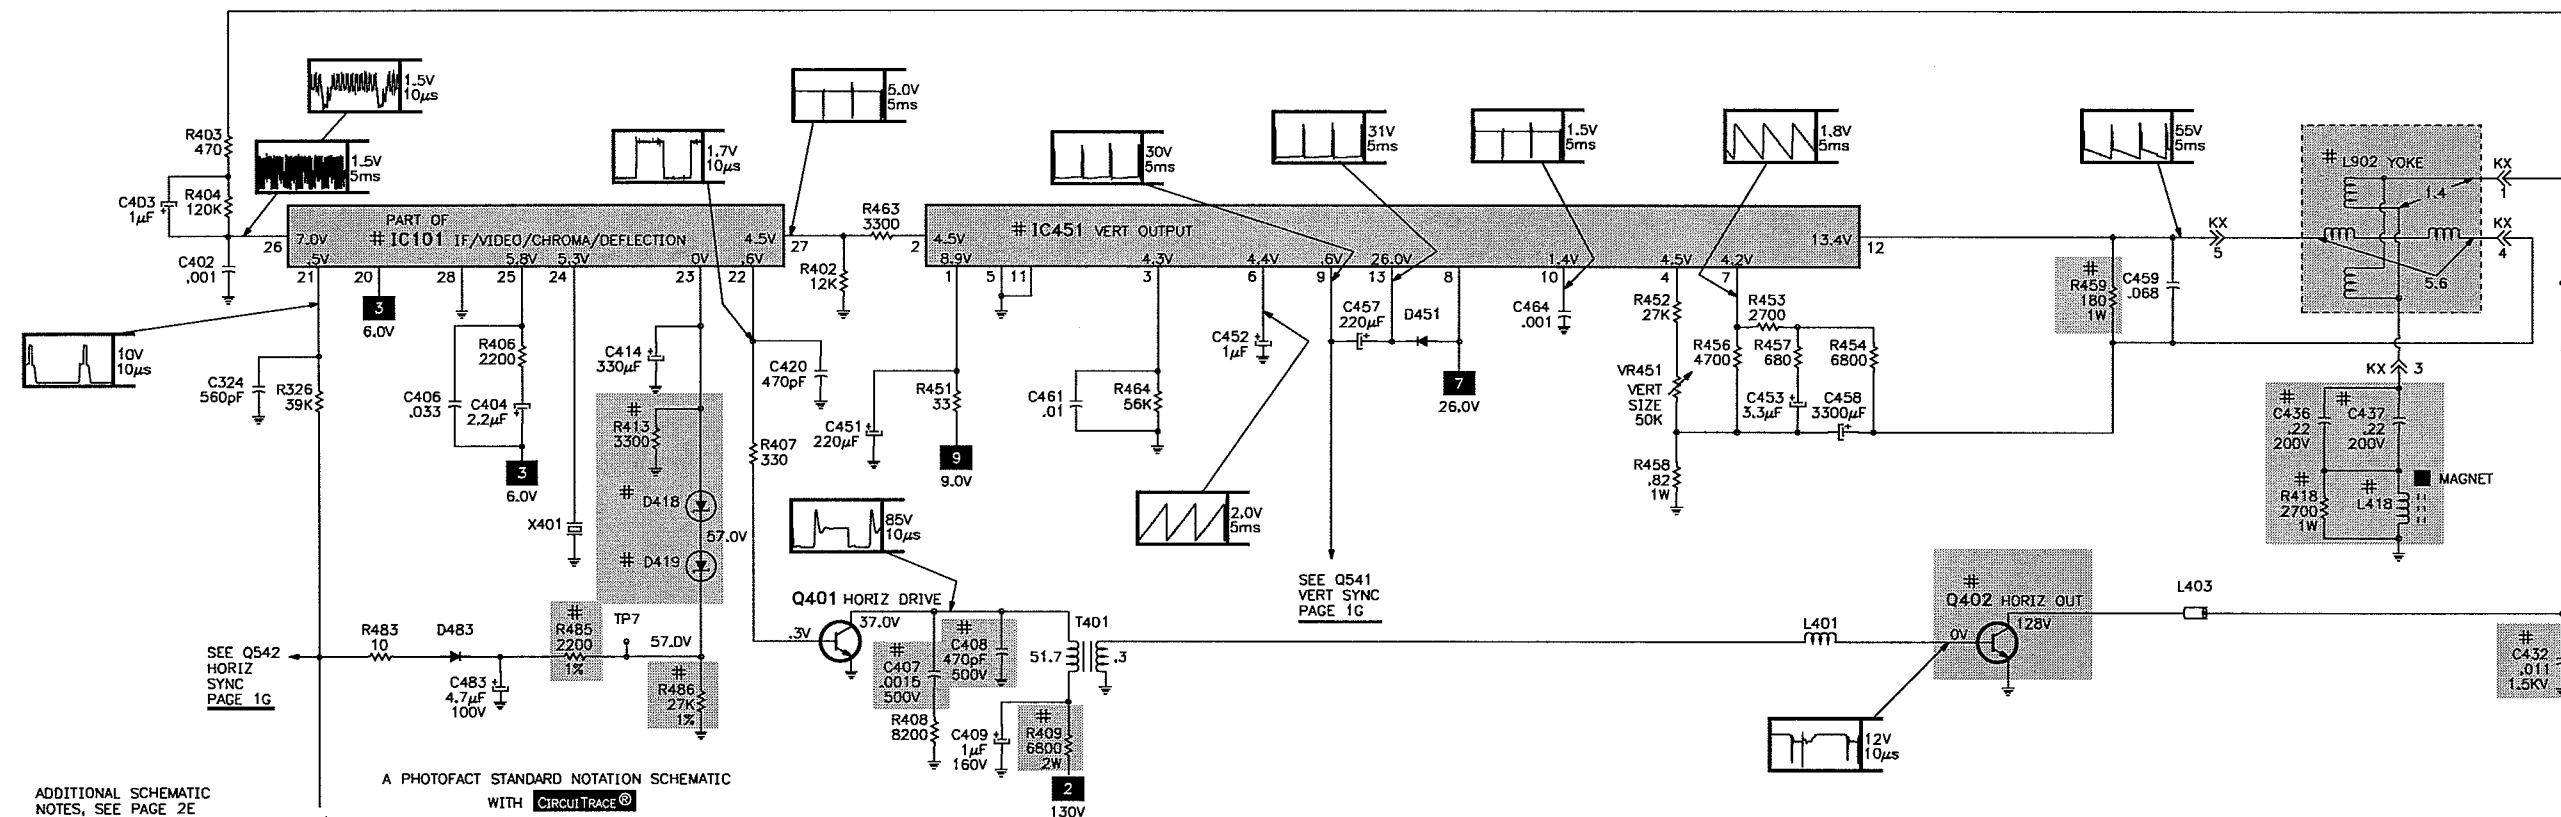 1.5V
10µs
1.5V
5ms
R403
470
C403
1µF
R404
120K
C402
.001
26
7.0V
PART OF
# IC101 IF/VIDEO/CHROMA/DEFLECTION
4.5V
27
.5V
5.8V
5.3V
0V
.6V
21
20
28
25
24
23
22
3
6.0V
10V
10µs
C324
560pF
R326
39K
R406
2200
C406
.033
C404
2.2µF
3
6.0V
X401
C414
330µF
#
R413
3300
# D418
57.0V
# D419
1.7V
10µs
5.0V
5ms
C420
470pF
R407
330
R402
12K
R463
3300
2
4.5V
# IC451 VERT OUTPUT
8.9V
4.3V
4.4V
.6V
26.0V
1.4V
4.5V
4.2V
13.4V
12
1
5
11
3
6
9
13
8
10
4
7
30V
5ms
31V
5ms
1.5V
5ms
1.8V
5ms
55V
5ms
C451
220µF
R451
33
9
9.0V
C461
.01
R464
56K
C452
1µF
C457
220µF
D451
7
26.0V
C464
.001
R452
27K
VR451
VERT
SIZE
50K
R458
.82
1W
R453
2700
R456
4700
R457
680
R454
6800
C453
3.3µF
C458
3300µF
2.0V
5ms
SEE Q541
VERT SYNC
PAGE 1G
#
R459
180
1W
C459
.068
KX
5
# L902 YOKE
1.4
5.6
KX
1
KX
4
KX
3
#
C436
.22
200V
#
C437
.22
200V
#
R418
2700
1W
#
L418
MAGNET
SEE Q542
HORIZ
SYNC
PAGE 1G
R483
10
D483
C483
4.7µF
100V
#
R485
2200
1%
TP7
57.0V
#
R486
27K
1%
85V
10µs
Q401 HORIZ DRIVE
.3V
37.0V
#
C407
.0015
500V
#
C408
470pF
500V
R408
8200
C409
1µF
160V
T401
51.7
.3
#
R409
6800
2W
2
130V
L401
#
Q402 HORIZ OUT
0V
128V
12V
10µs
L403
#
C432
.011
1.5KV
A PHOTOFACT STANDARD NOTATION SCHEMATIC
WITH CIRCUITRACE®
ADDITIONAL SCHEMATIC
NOTES, SEE PAGE 2E